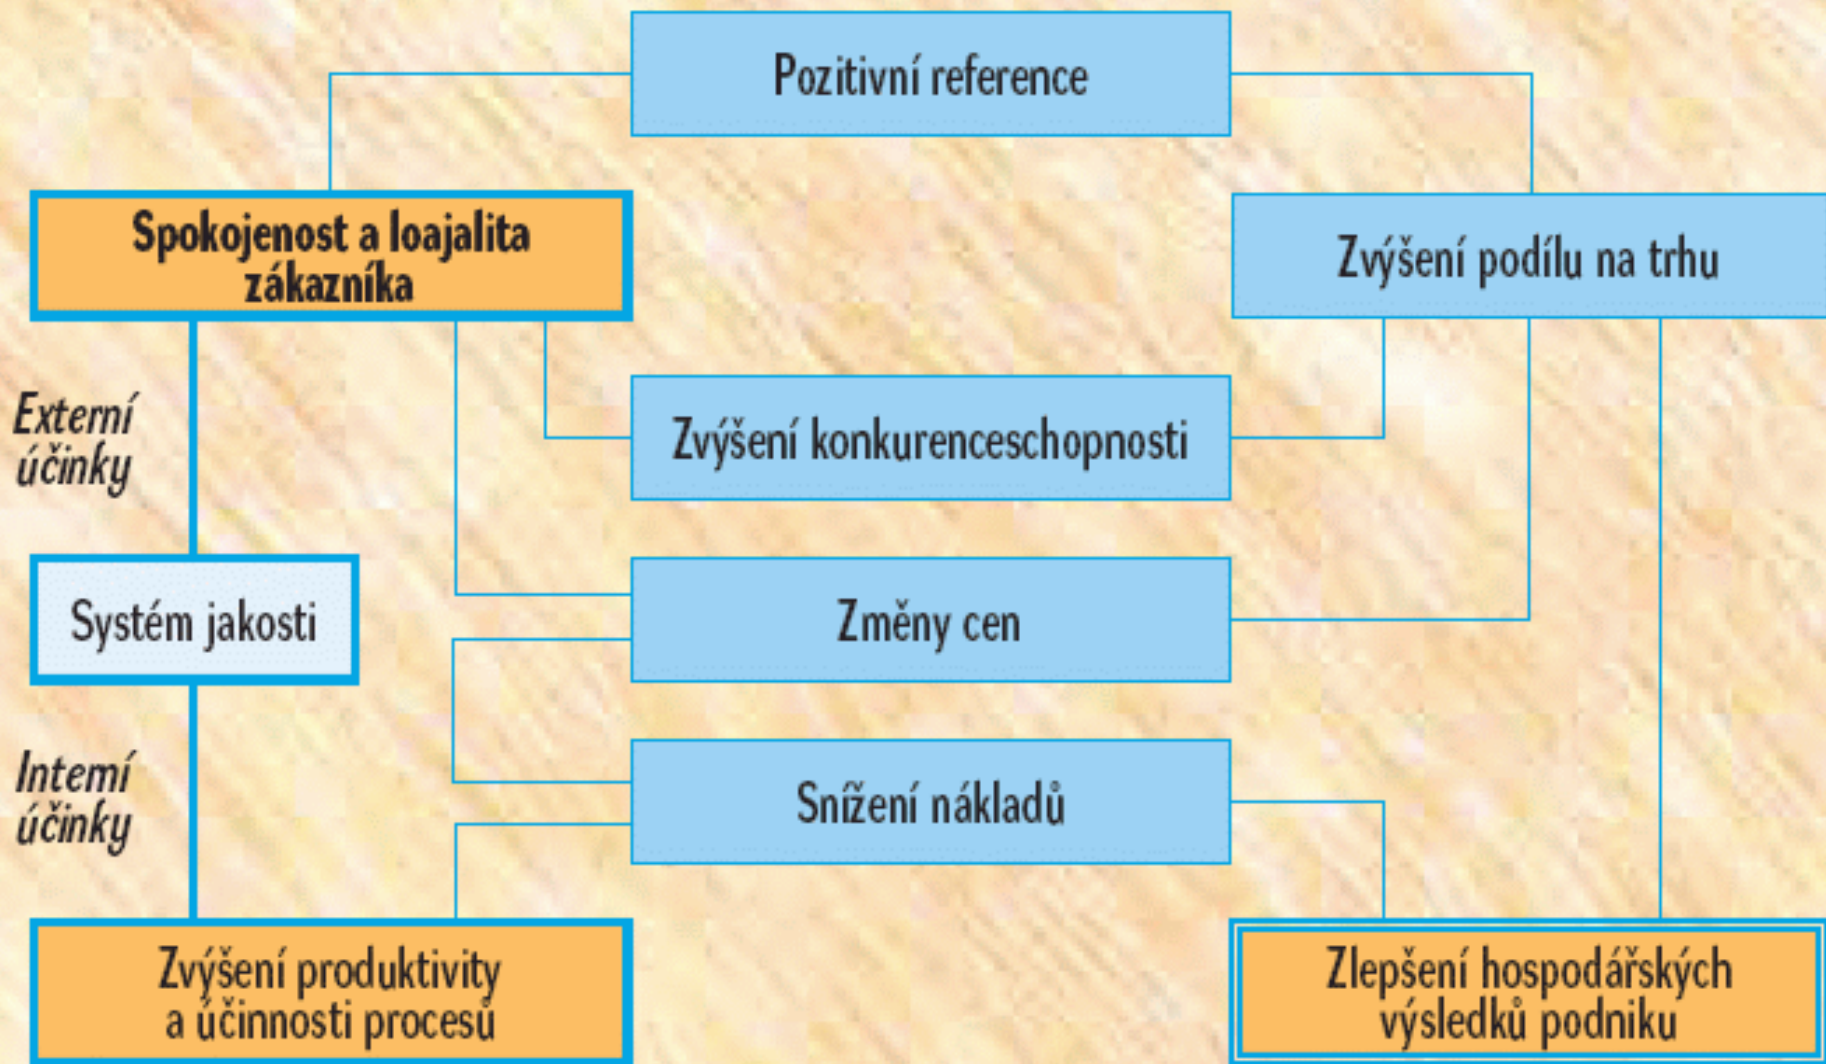 Pozitivní reference
Spokojenost a loajalita
zákazníka
Zvýšení podílu na trhu
Externí
účinky
Zvýšení konkurenceschopnosti
Systém jakosti
Změny cen
Interní
účinky
Snížení nákladů
Zvýšení produktivity
a účinnosti procesů
Zlepšení hospodářských
výsledků podniku